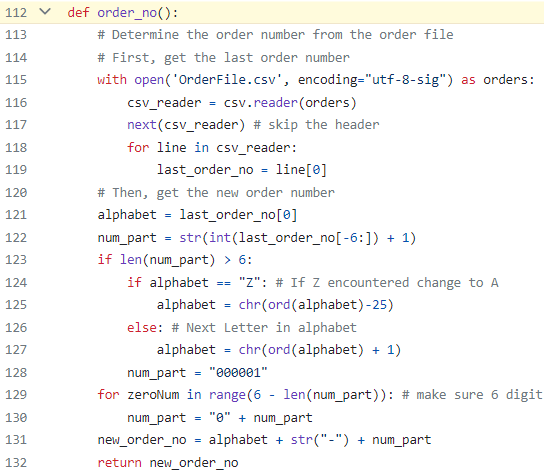 112 def order_no():
113     # Determine the order number from the order file
114     # First, get the last order number
115     with open('OrderFile.csv', encoding="utf-8-sig") as orders:
116         csv_reader = csv.reader(orders)
117         next(csv_reader) # skip the header
118         for line in csv_reader:
119             last_order_no = line[0]
120     # Then, get the new order number
121     alphabet = last_order_no[0]
122     num_part = str(int(last_order_no[-6:]) + 1)
123     if len(num_part) > 6:
124         if alphabet == "Z": # If Z encountered change to A
125             alphabet = chr(ord(alphabet)-25)
126         else: # Next Letter in alphabet
127             alphabet = chr(ord(alphabet) + 1)
128         num_part = "000001"
129     for zeroNum in range(6 - len(num_part)): # make sure 6 digit
130         num_part = "0" + num_part
131     new_order_no = alphabet + str("-") + num_part
132     return new_order_no